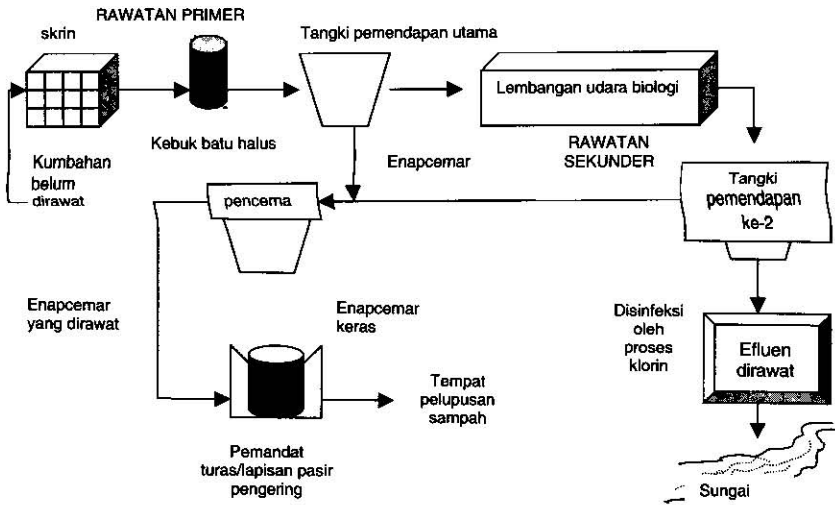 RAWATAN PRIMER
skrin
Tangki pemendapan utama
Lembangan udara biologi
Kebuk batu halus
RAWATAN
SEKUNDER
Enapcemar
Kumbahan
belum
dirawat
pencerna
Tangki
pemendapan
ke-2
Enapcemar
yang dirawat
Enapcemar
keras
Disinfeksi
oleh
proses
klorin
Efluen
dirawat
Tempat
pelupusan
sampah
Pemandat
turas/lapisan pasir
pengering
Sungai